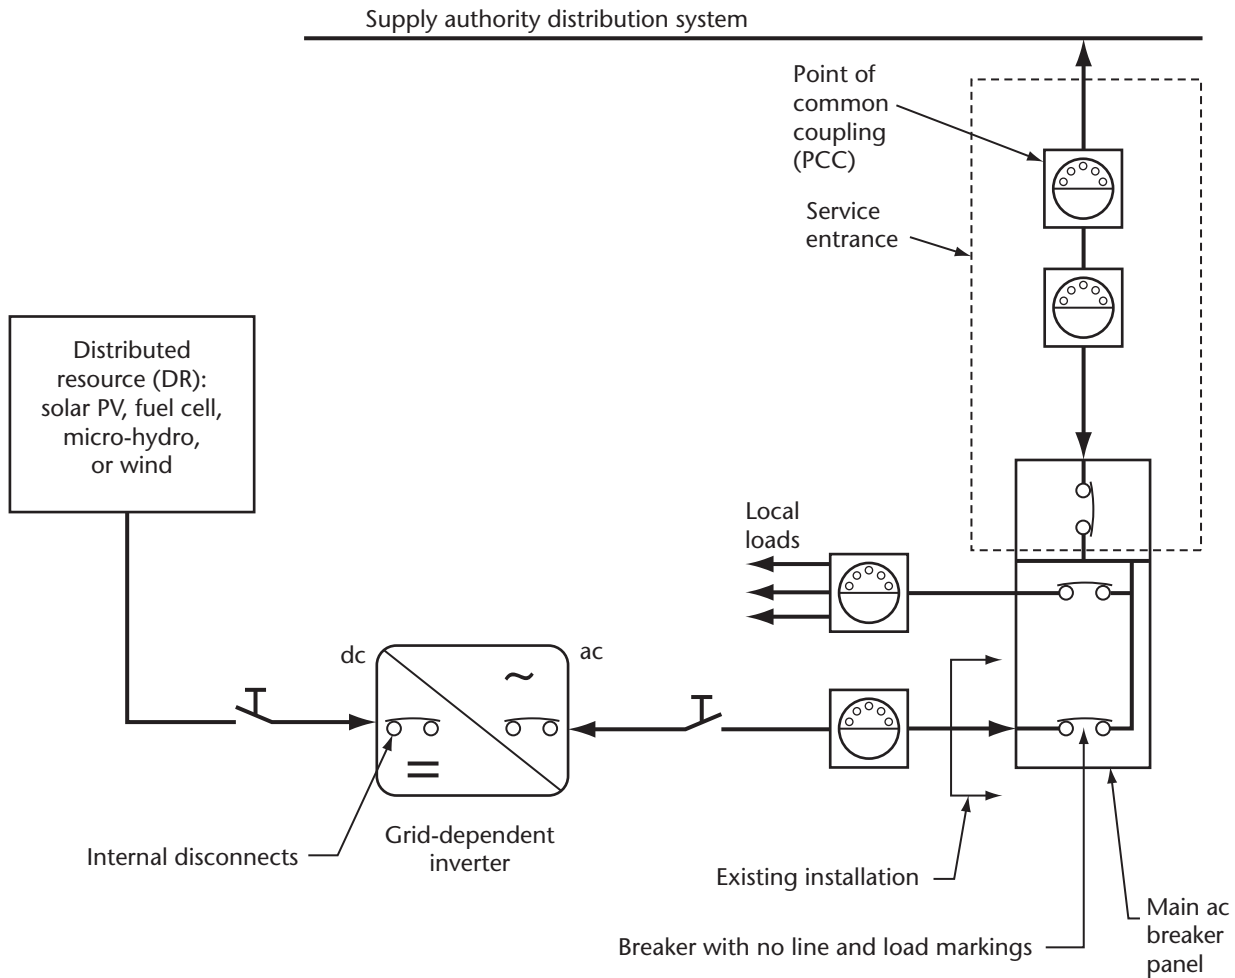 Supply authority distribution system
Point of
common
coupling
(PCC)
Service
entrance
Distributed
resource (DR):
solar PV, fuel cell,
micro-hydro,
or wind
Local
loads
dc
ac
~
=
Internal disconnects
Grid-dependent
inverter
Existing installation
Breaker with no line and load markings
Main ac
breaker
panel